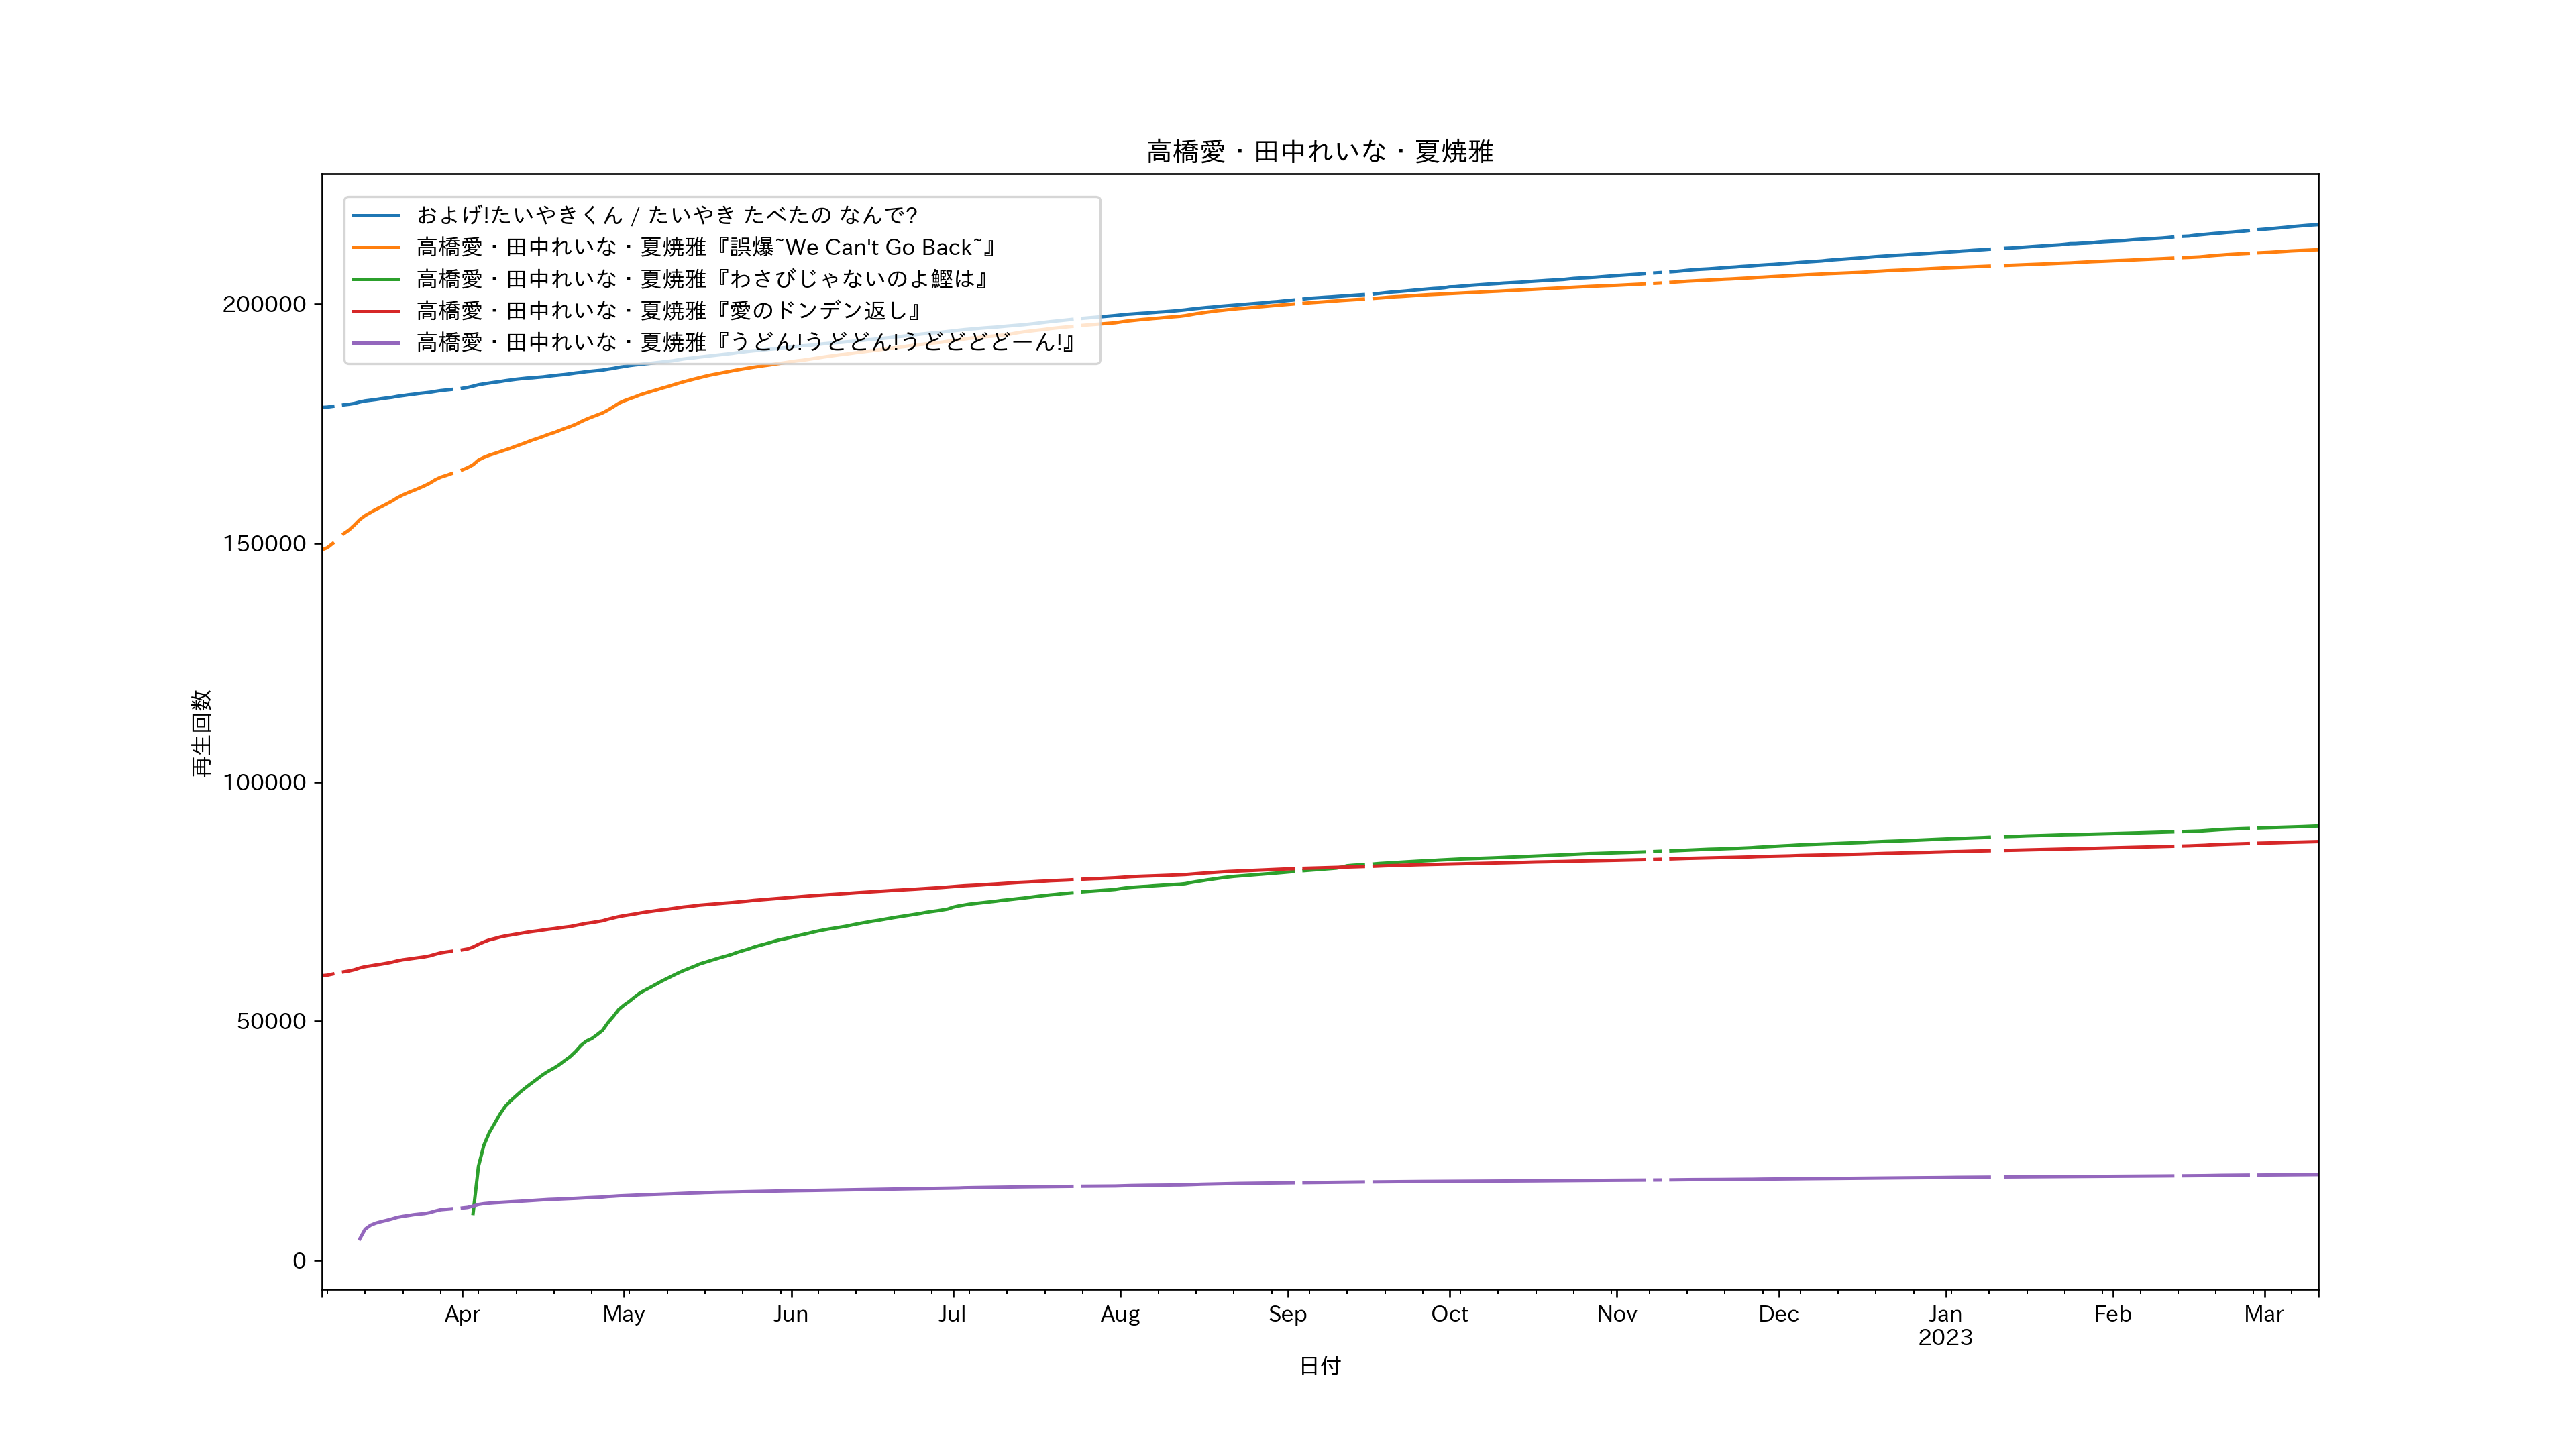 高橋愛・田中れいな・夏焼雅
およげ!たいやきくん / たいやき たべたの なんで?
高橋愛・田中れいな・夏焼雅『誤爆~We Can't Go Back~』
高橋愛・田中れいな・夏焼雅『わさびじゃないのよ鰹は』
高橋愛・田中れいな・夏焼雅『愛のドンデン返し』
高橋愛・田中れいな・夏焼雅『うどん!うどどん!うどどどどーん!』
再生回数
200000
150000
100000
50000
0
Apr May Jun Jul Aug Sep Oct Nov Dec Jan Feb Mar
2023
日付